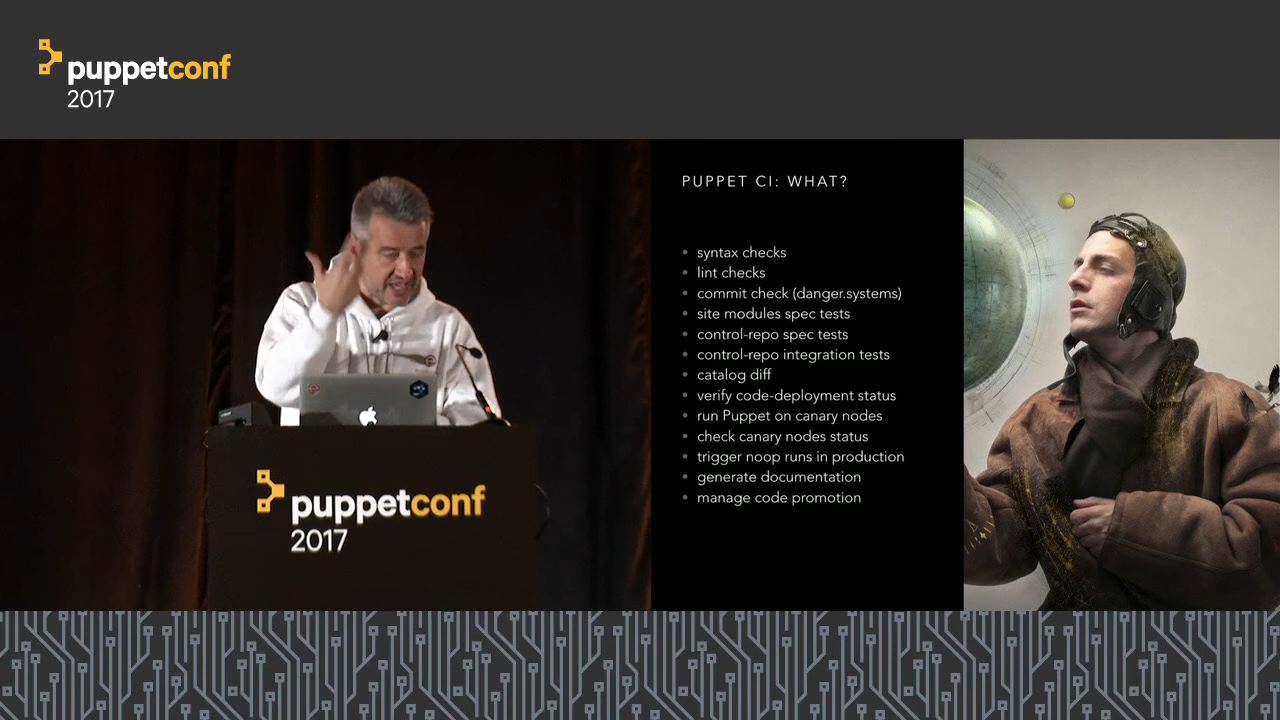 puppetconf
2017
PUPPET CI: WHAT?
• syntax checks
• lint checks
• commit check (danger.systems)
• site modules spec tests
• control-repo spec tests
• control-repo integration tests
• catalog diff
• verify code-deployment status
• run Puppet on canary nodes
• check canary nodes status
• trigger noop runs in production
• generate documentation
• manage code promotion
puppetconf
2017